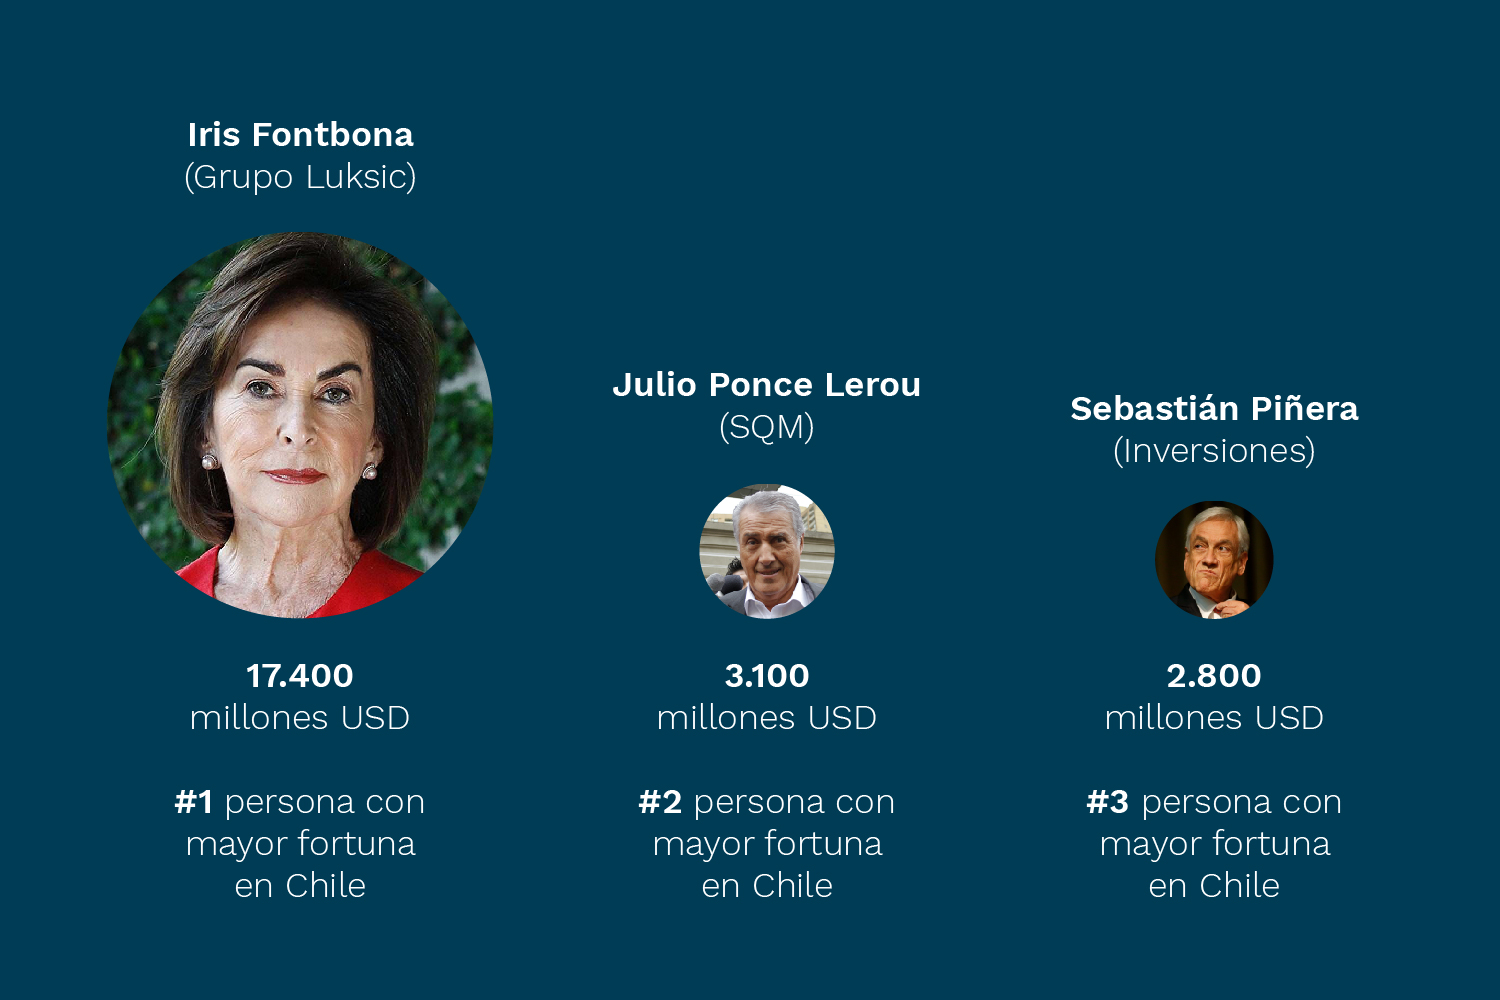 Iris Fontbona
(Grupo Luksic)
17.400
millones USD
#1 persona con
mayor fortuna
en Chile
Julio Ponce Lerou
(SQM)
3.100
millones USD
#2 persona con
mayor fortuna
en Chile
Sebastián Piñera
(Inversiones)
2.800
millones USD
#3 persona con
mayor fortuna
en Chile